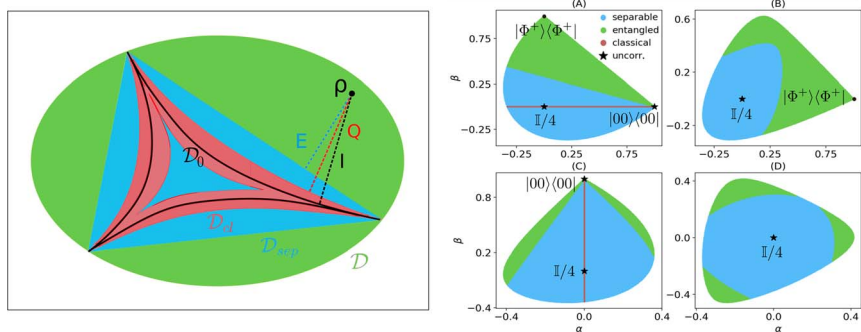 ρ
E
Q
I
𝒟₀
𝒟_cl
𝒟_sep
𝒟
(A)
|Φ⁺⟩⟨Φ⁺|
separable
entangled
classical
uncorr.
β
0.75
0.25
−0.25
𝕀/4
|00⟩⟨00|
−0.25 0.25 0.75
(B)
0.6
0.2
−0.2
|Φ⁺⟩⟨Φ⁺|
𝕀/4
−0.25 0.25 0.75
(C)
|00⟩⟨00|
β
0.8
0.2
−0.4
𝕀/4
−0.4 0.0 0.4
α
(D)
0.4
0.0
−0.4
𝕀/4
−0.4 0.0 0.4
α